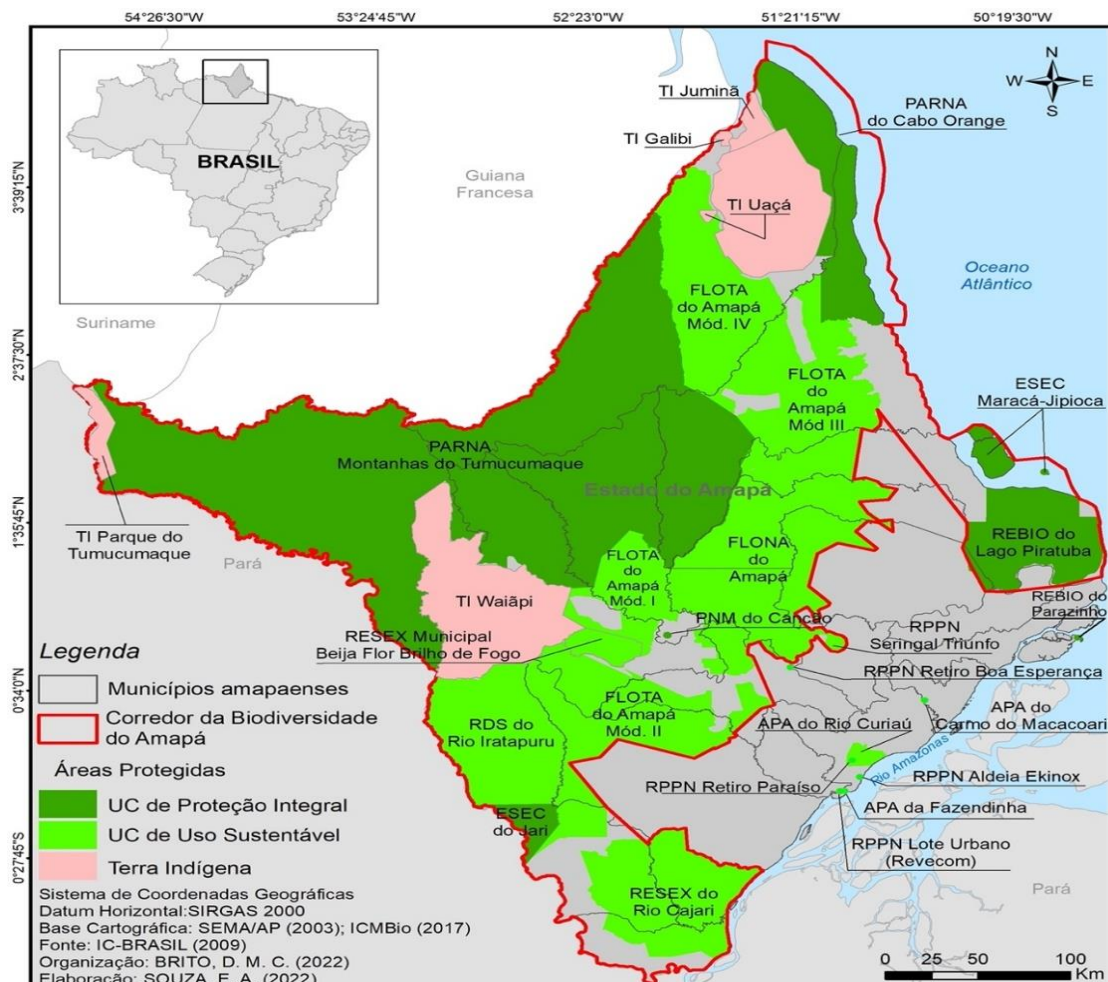 54°26'30"W
53°24'45"W
52°23'0"W
51°21'15"W
50°19'30"W
3°39'15"N
2°37'30"N
1°35'45"N
0°34'0"N
0°27'45"S
BRASIL
N
W
E
S
Suriname
Guiana
Francesa
Oceano
Atlântico
Pará
Pará
Rio Amazonas
Estado do Amapá
TI Juminã
TI Galibi
TI Uaçá
PARNA
do Cabo Orange
FLOTA
do Amapá
Mód. IV
FLOTA
do
Amapá
Mód III
ESEC
Maracá-Jipioca
PARNA
Montanhas do Tumucumaque
TI Parque do
Tumucumaque
REBIO do
Lago Piratuba
FLOTA
do
Amapá
Mód. I
FLONA
do
Amapá
TI Waiãpi
PNM do Cancão
REBIO do
Parazinho
RESEX Municipal
Beija Flor Brilho de Fogo
RPPN
Seringal Triunfo
RPPN Retiro Boa Esperança
RDS do
Rio Iratapuru
FLOTA
do Amapá
Mód. II
APA do Rio Curiaú
APA do
Carmo do Macacoari
RPPN Retiro Paraíso
RPPN Aldeia Ekinox
APA da Fazendinha
ESEC
do Jari
RPPN Lote Urbano
(Revecom)
RESEX do
Rio Cajari
Legenda
Municípios amapaenses
Corredor da Biodiversidade
do Amapá
Áreas Protegidas
UC de Proteção Integral
UC de Uso Sustentável
Terra Indígena
Sistema de Coordenadas Geográficas
Datum Horizontal:SIRGAS 2000
Base Cartográfica: SEMA/AP (2003); ICMBio (2017)
Fonte: IC-BRASIL (2009)
Organização: BRITO, D. M. C. (2022)
Elaboração: SOUZA, E. A. (2022)
0 25 50 100
Km